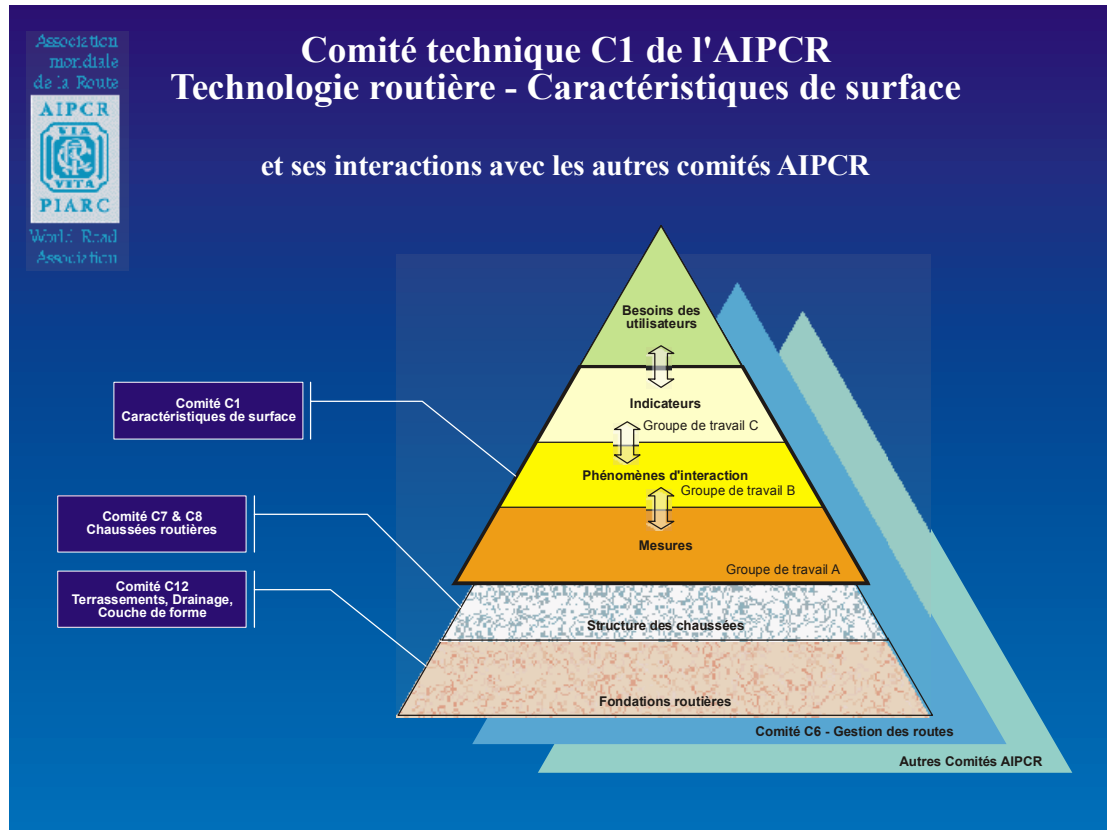 Association
mondiale
de la Route
AIPCR
VIA
VITA
PIARC
World Road
Association
Comité technique C1 de l'AIPCR
Technologie routière - Caractéristiques de surface
et ses interactions avec les autres comités AIPCR
Besoins des
utilisateurs
Indicateurs
Groupe de travail C
Phénomènes d'interaction
Groupe de travail B
Mesures
Groupe de travail A
Structure des chaussées
Fondations routières
Comité C6 - Gestion des routes
Autres Comités AIPCR
Comité C1
Caractéristiques de surface
Comité C7 & C8
Chaussées routières
Comité C12
Terrassements, Drainage,
Couche de forme